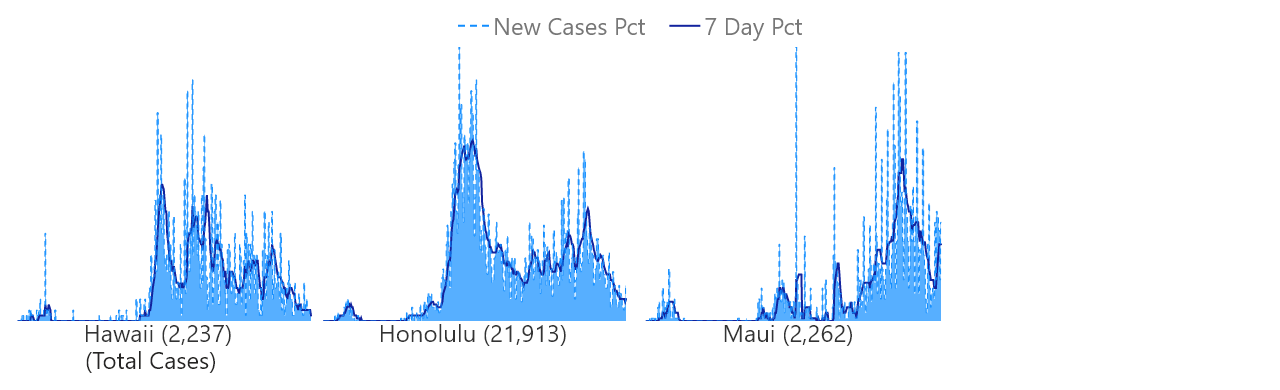 New Cases Pct 7 Day Pct
Hawaii (2,237) Honolulu (21,913) Maui (2,262)
(Total Cases)